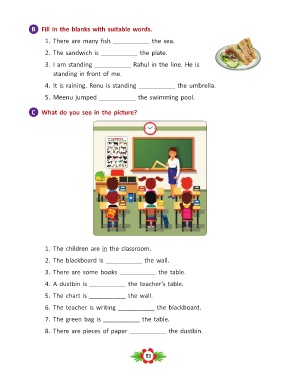 B Fill in the blanks with suitable words.
1. There are many fish __________ the sea.
2. The sandwich is __________ the plate.
3. I am standing __________ Rahul in the line. He is
standing in front of me.
4. It is raining. Renu is standing __________ the umbrella.
5. Meenu jumped __________ the swimming pool.
C What do you see in the picture?
1. The children are in the classroom.
2. The blackboard is __________ the wall.
3. There are some books __________ the table.
4. A dustbin is __________ the teacher's table.
5. The chart is __________ the wall.
6. The teacher is writing __________ the blackboard.
7. The green bag is __________ the table.
8. There are pieces of paper __________ the dustbin.
53